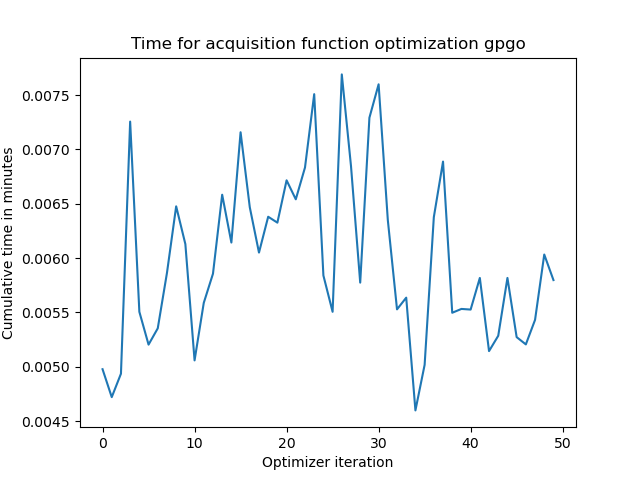 Time for acquisition function optimization gpgo
Cumulative time in minutes
0.0075
0.0070
0.0065
0.0060
0.0055
0.0050
0.0045
0 10 20 30 40 50
Optimizer iteration